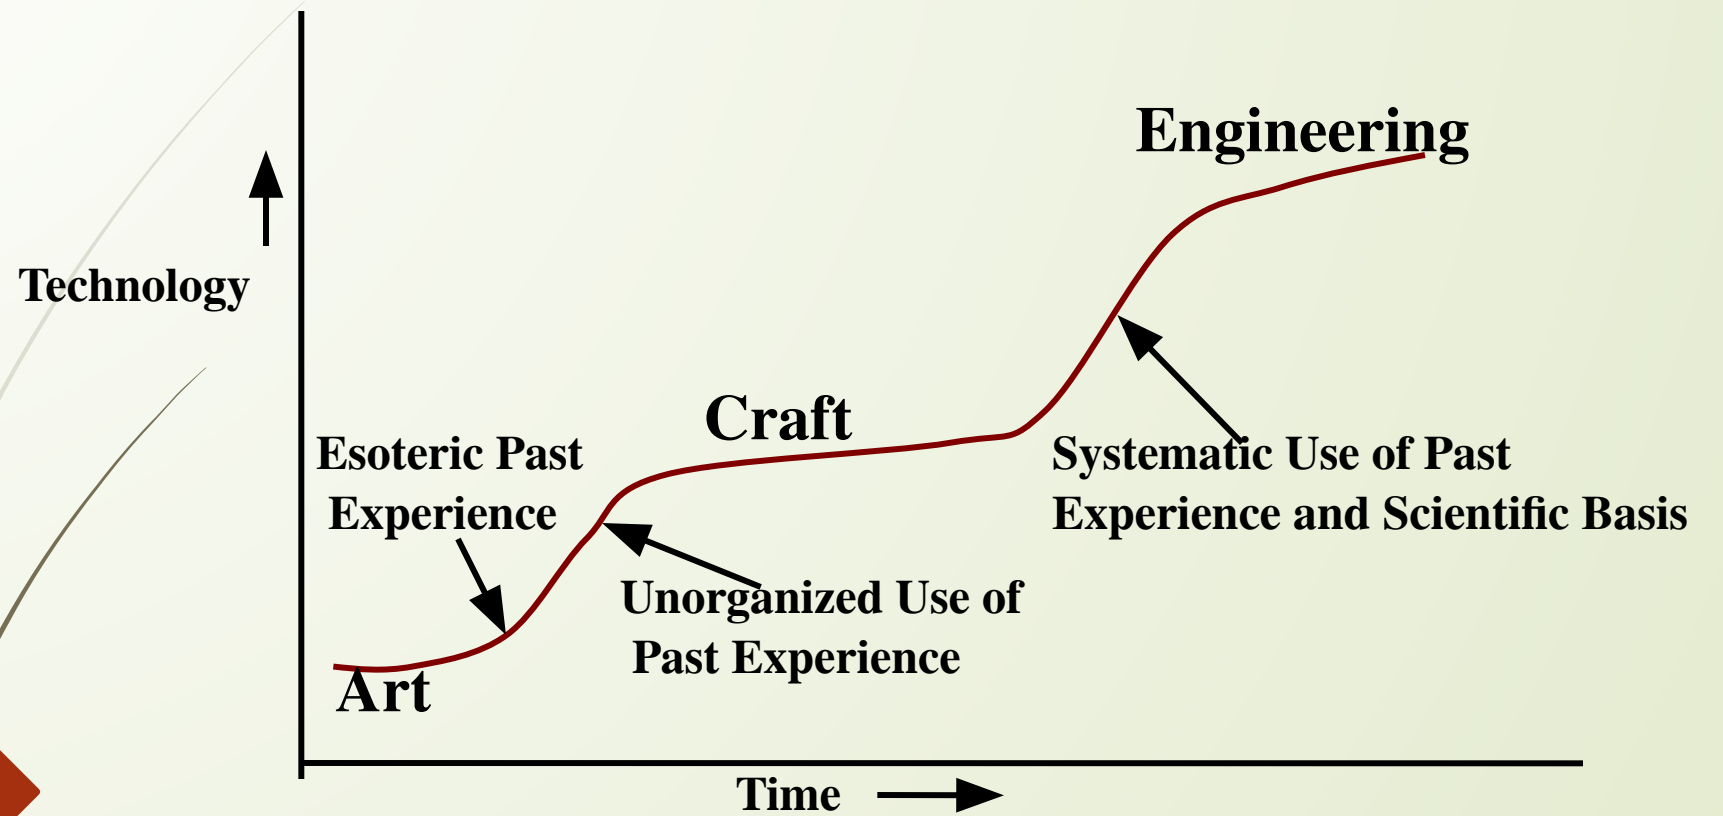 Engineering
Technology
Craft
Esoteric Past
Experience
Systematic Use of Past
Experience and Scientific Basis
Unorganized Use of
Past Experience
Art
Time